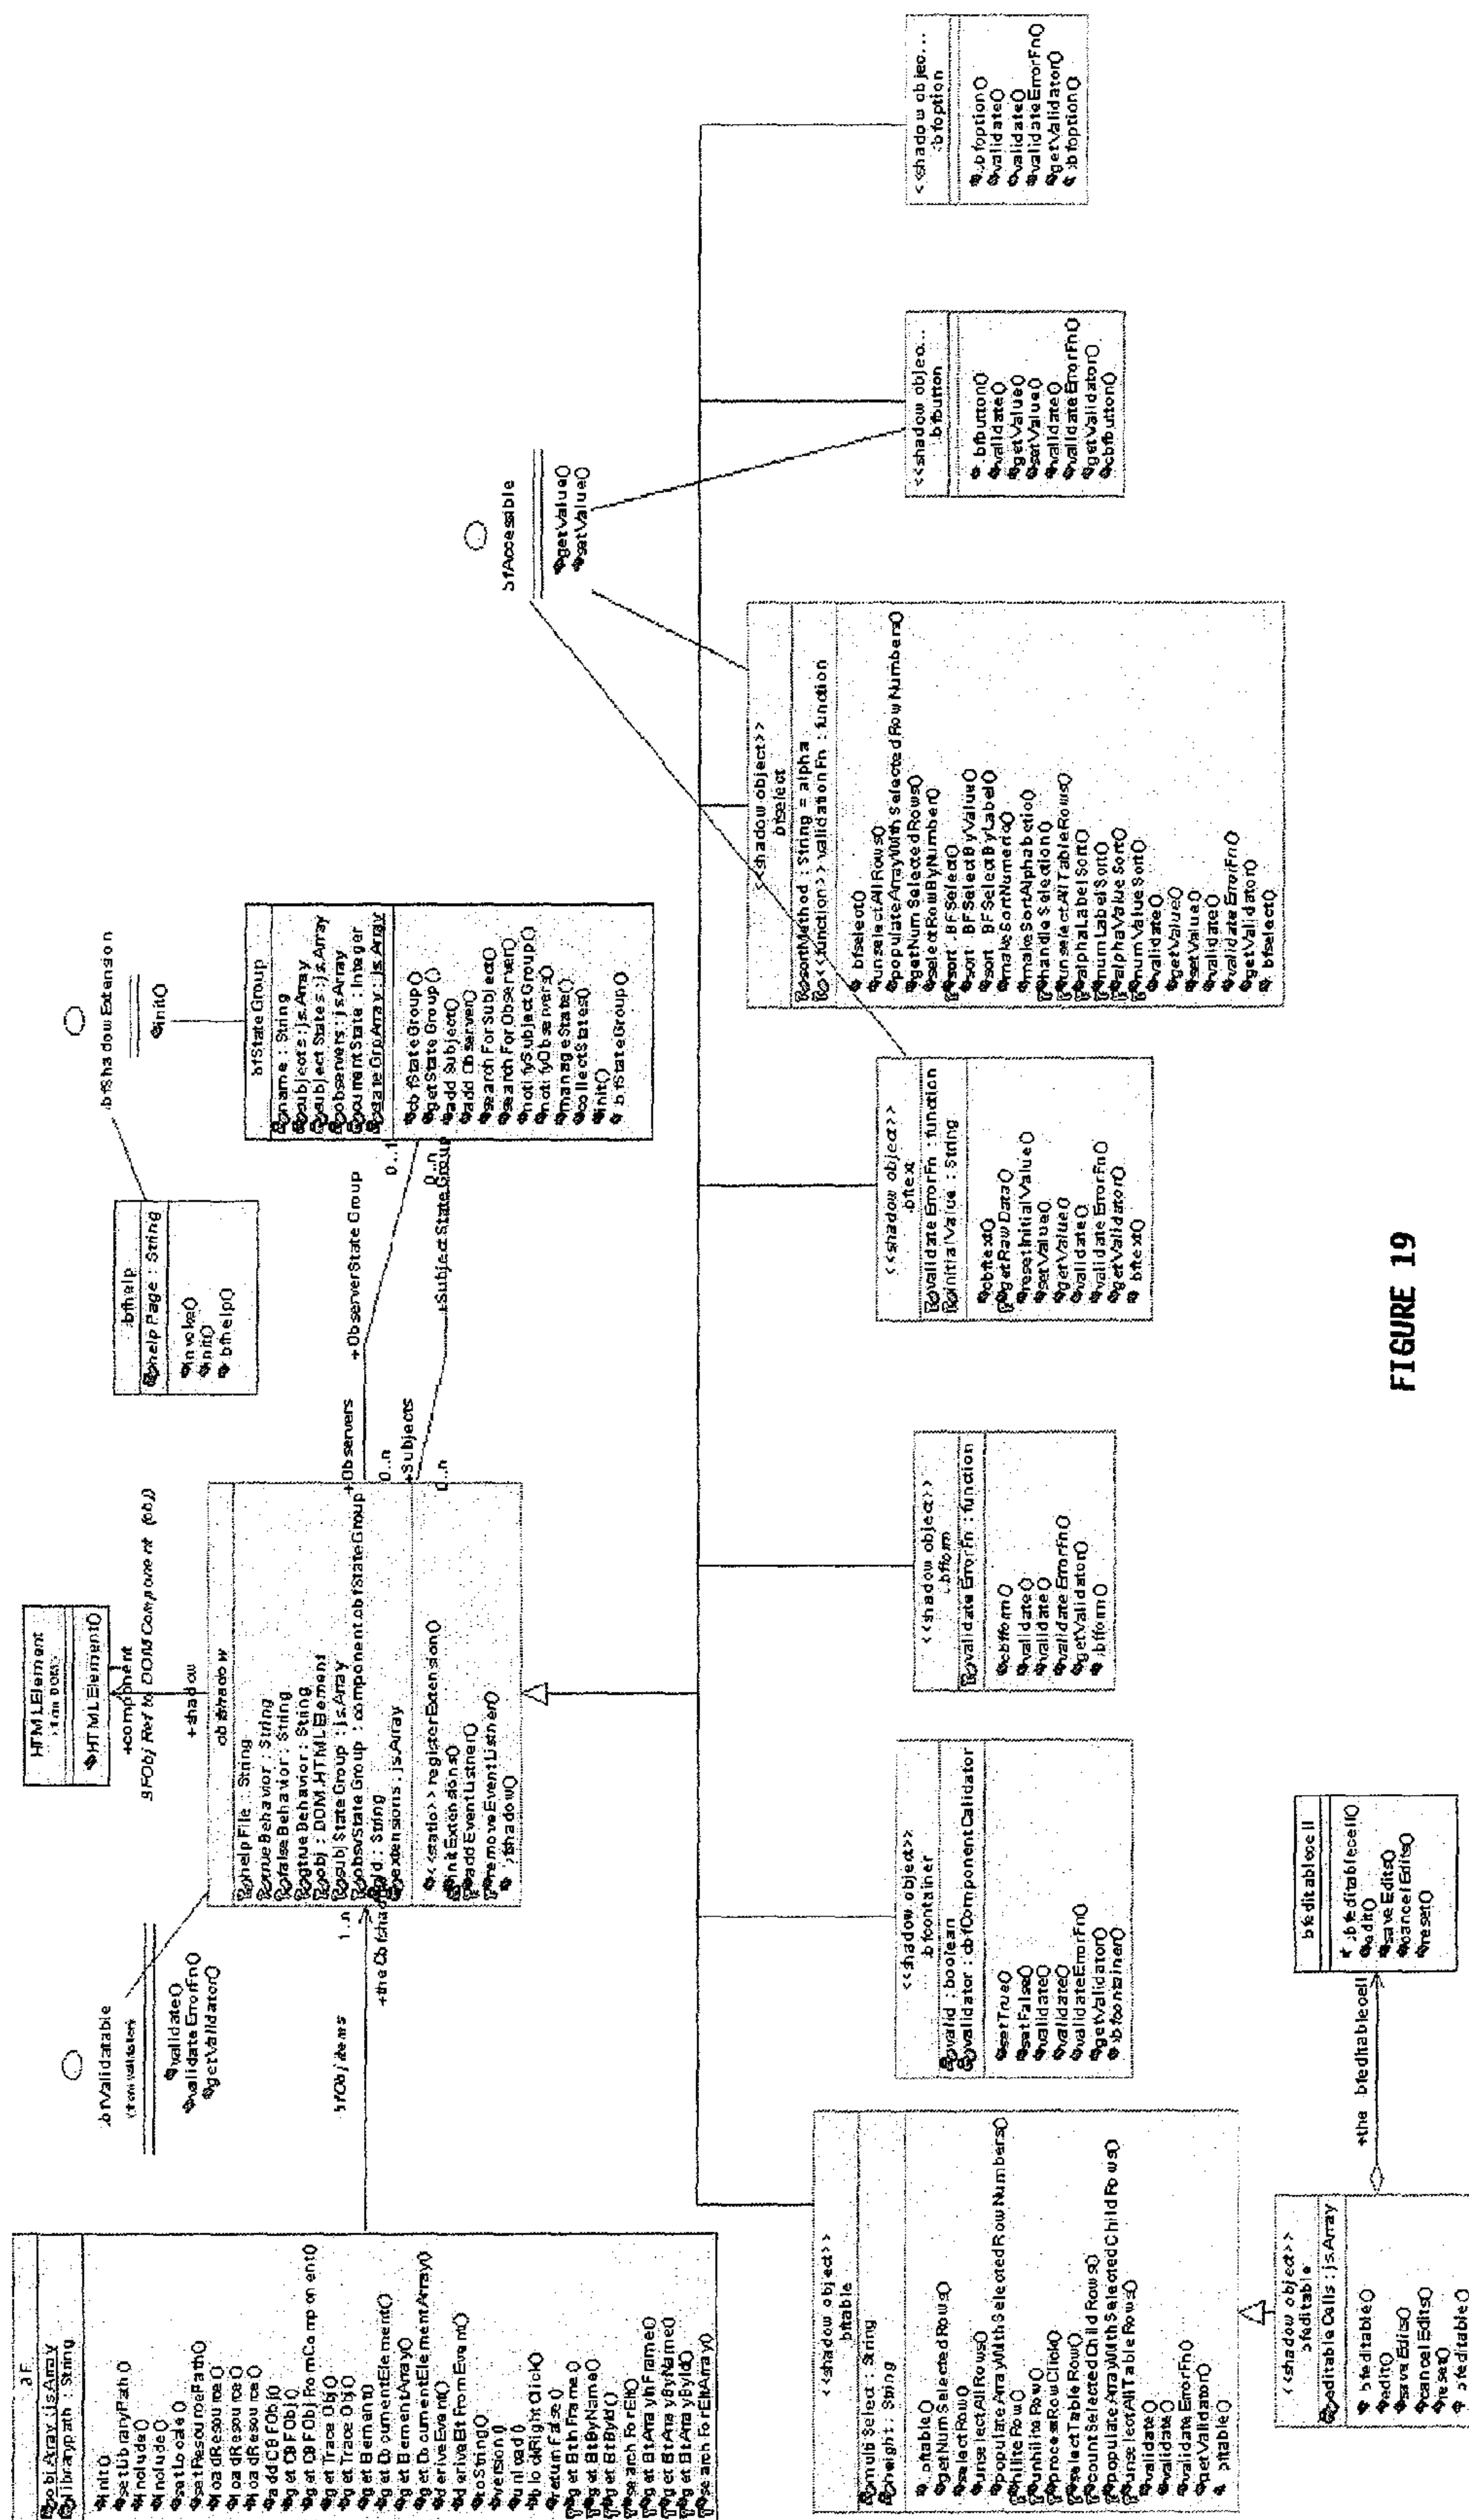 objArray : jsArray
librarypath : String
init()
setLibraryPath()
include()
include()
setLocale()
setResourcePath()
loadResource()
loadResource()
loadResource()
addCBFObj()
getCBFObj()
getCBFObjFromComponent()
getTraceObj()
getTraceObj()
getElement()
getElementArray()
getDocumentElement()
getDocumentElementArray()
deriveEvent()
deriveEltFromEvent()
toString()
version()
unload()
blockRightClick()
returnFalse()
getEltInFrame()
getEltByName()
getEltById()
searchForElt()
getEltArrayInFrame()
getEltArrayByName()
getEltArrayById()
searchForEltArray()
bfValidatable
validate()
validateErrorFn()
getValidator()
bfObj items
1..n
HTMLElement
HTMLElement()
+component
BFObj Ref to DOM Component (obj)
+shadow
helpFile : String
trueBehavior : String
falseBehavior : String
gtrueBehavior : String
obj : DOM.HTMLElement
subjStateGroup : jsArray
obsvStateGroup : component.cbfStateGroup
id : String
extensions : jsArray
<<static>> registerExtension()
initExtensions()
addEventListner()
removeEventListner()
+Observers
0..n
+Subjects
0..n
+ObserverStateGroup
0..1
0..n
+SubjectStateGroup
bfhelp
helpPage : String
invoke()
init()
bfhelp()
bfShadowExtension
init()
bfStateGroup
name : String
subjects : jsArray
subjectStates : jsArray
observers : jsArray
currentState : Integer
stateGrpArray : jsArray
cbfStateGroup()
getStateGroup()
addSubject()
addObserver()
searchForSubject()
searchForObserver()
notifySubjectGroup()
notifyObservers()
manageState()
collectStates()
init()
bfStateGroup()
bfAccessible
getValue()
setValue()
<<shadow object>>
bftable
multiSelect : String
height : String
bftable()
getNumSelectedRows()
selectRow()
unselectAllRows()
populateArrayWithSelectedRowNumbers()
hiliteRow()
unhiliteRow()
processRowClick()
selectTableRow()
countSelectedChildRows()
populateArrayWithSelectedChildRows()
unselectAllTableRows()
validate()
validate()
validateErrorFn()
getValidator()
bftable()
<<shadow object>>
bfeditable
editableCells : jsArray
bfeditable()
edit()
saveEdits()
cancelEdits()
reset()
bfeditable()
+the bfeditablecell
bfeditablecell
bfeditablecell()
edit()
saveEdits()
cancelEdits()
reset()
<<shadow object>>
bfcontainer
valid : boolean
validator : cbfComponentCalidator
setTrue()
setFalse()
validate()
validate()
validateErrorFn()
getValidator()
bfcontainer()
<<shadow object>>
bfform
validateErrorFn : function
cbfform()
validate()
validate()
validateErrorFn()
getValidator()
bfform()
<<shadow object>>
bftext
validateErrorFn : function
initialValue : String
cbftext()
getRawData()
resetInitialValue()
setValue()
getValue()
validate()
validateErrorFn()
getValidator()
bftext()
<<shadow object>>
bfselect
sortMethod : String = alpha
<<function>> validationFn : function
bfselect()
unselectAllRows()
populateArrayWithSelectedRowNumbers()
getNumSelectedRows()
selectRowByNumber()
sort.BFSelect()
sort.BFSelectByValue()
sort.BFSelectByLabel()
makeSortNumeric()
makeSortAlphabetic()
handleSelection()
unselectAllTableRows()
alphaLabelSort()
numLabelSort()
alphaValueSort()
numValueSort()
validate()
getValue()
setValue()
validate()
validateErrorFn()
getValidator()
bfselect()
<<shadow objec...
bfbutton
bfbutton()
validate()
getValue()
setValue()
validate()
validateErrorFn()
getValidator()
cbfbutton()
<<shadow objec...
bfoption
bfoption()
validate()
validate()
validateErrorFn()
getValidator()
bfoption()
FIGURE 19